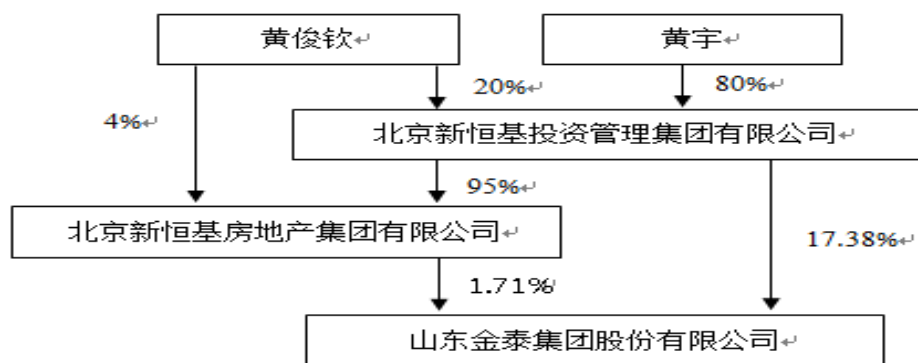 黄俊钦↵
黄宇↵
4%↵
20%↵
80%↵
北京新恒基投资管理集团有限公司↵
95%↵
北京新恒基房地产集团有限公司↵
17.38%↵
1.71%↵
山东金泰集团股份有限公司↵